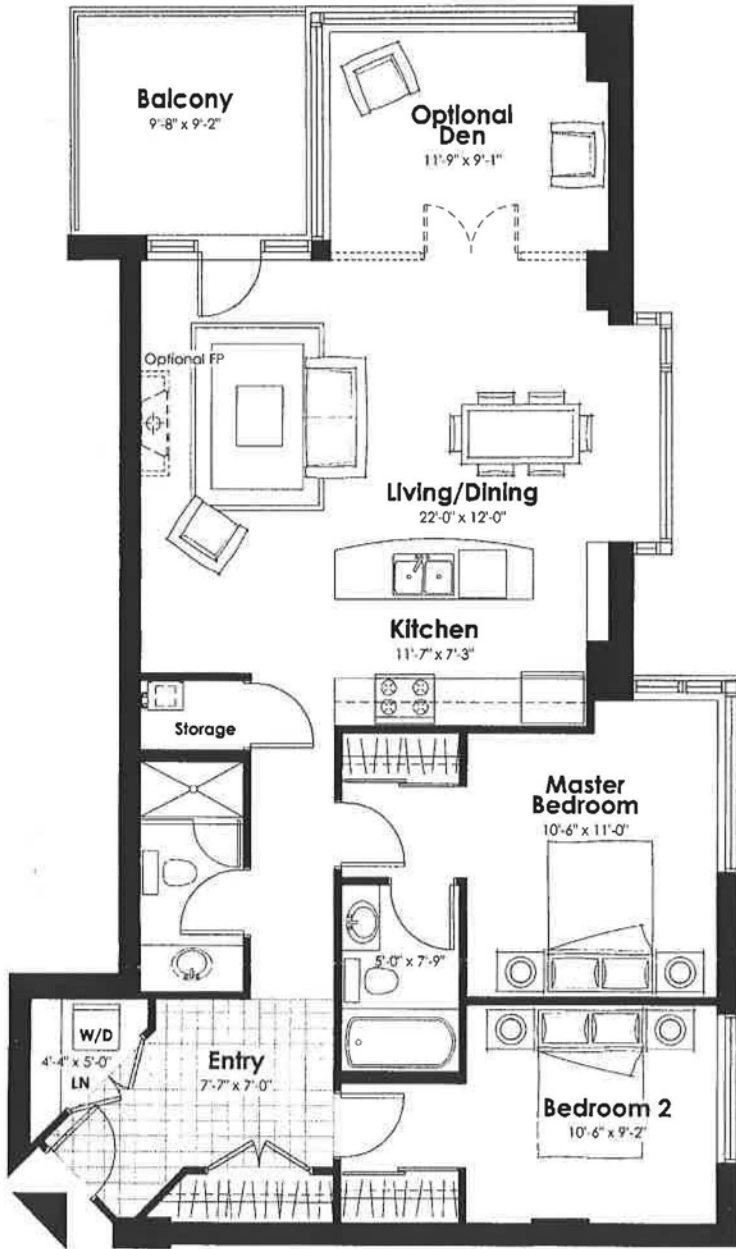 Balcony
9'-8" x 9'-2"
Optional
Den
11'-9" x 9'-1"
Optional FP
Living/Dining
22'-0" x 12'-0"
Kitchen
11'-7" x 7'-3"
Storage
Master
Bedroom
10'-6" x 11'-0"
5'-0" x 7'-9"
W/D
4'-4" x 5'-0"
LN
Entry
7'-7" x 7'-0"
Bedroom 2
10'-6" x 9'-2"